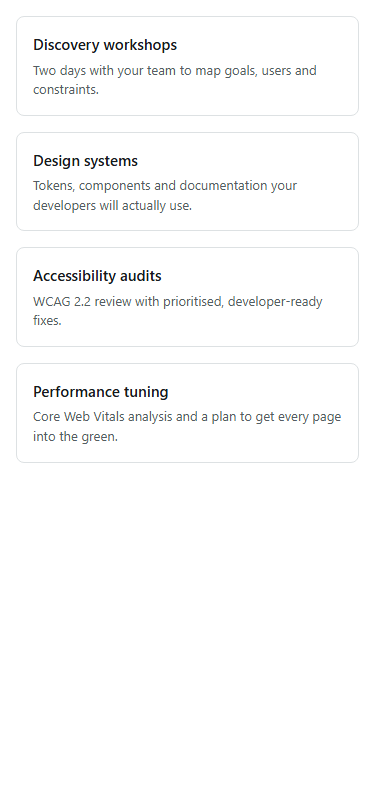 Discovery workshops
Two days with your team to map goals, users and
constraints.
Design systems
Tokens, components and documentation your
developers will actually use.
Accessibility audits
WCAG 2.2 review with prioritised, developer-ready
fixes.
Performance tuning
Core Web Vitals analysis and a plan to get every page
into the green.